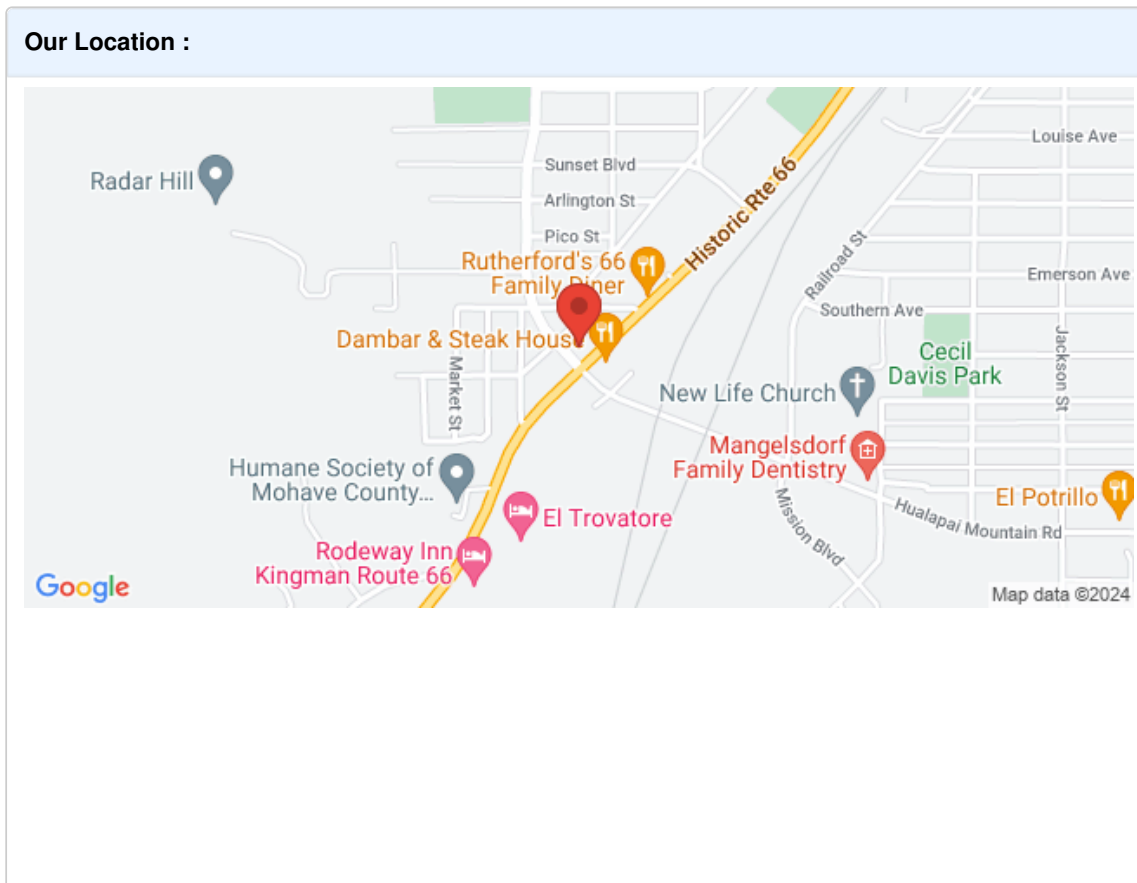 Our Location :
Louise Ave
Sunset Blvd
Radar Hill
Arlington St
Historic Rte 66
Pico St
Railroad St
Rutherford's 66
Family Diner
Emerson Ave
Southern Ave
Dambar & Steak House
Cecil
Davis Park
Jackson St
Market St
New Life Church
Mangelsdorf
Family Dentistry
Humane Society of
Mohave County...
El Potrillo
Hualapai Mountain Rd
Mission Blvd
El Trovatore
Rodeway Inn
Kingman Route 66
Google
Map data ©2024